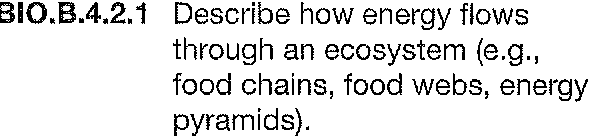 BIO.B.4.2.1 Describe how energy flows
through an ecosystem (e.g.,
food chains, food webs, energy
pyramids).